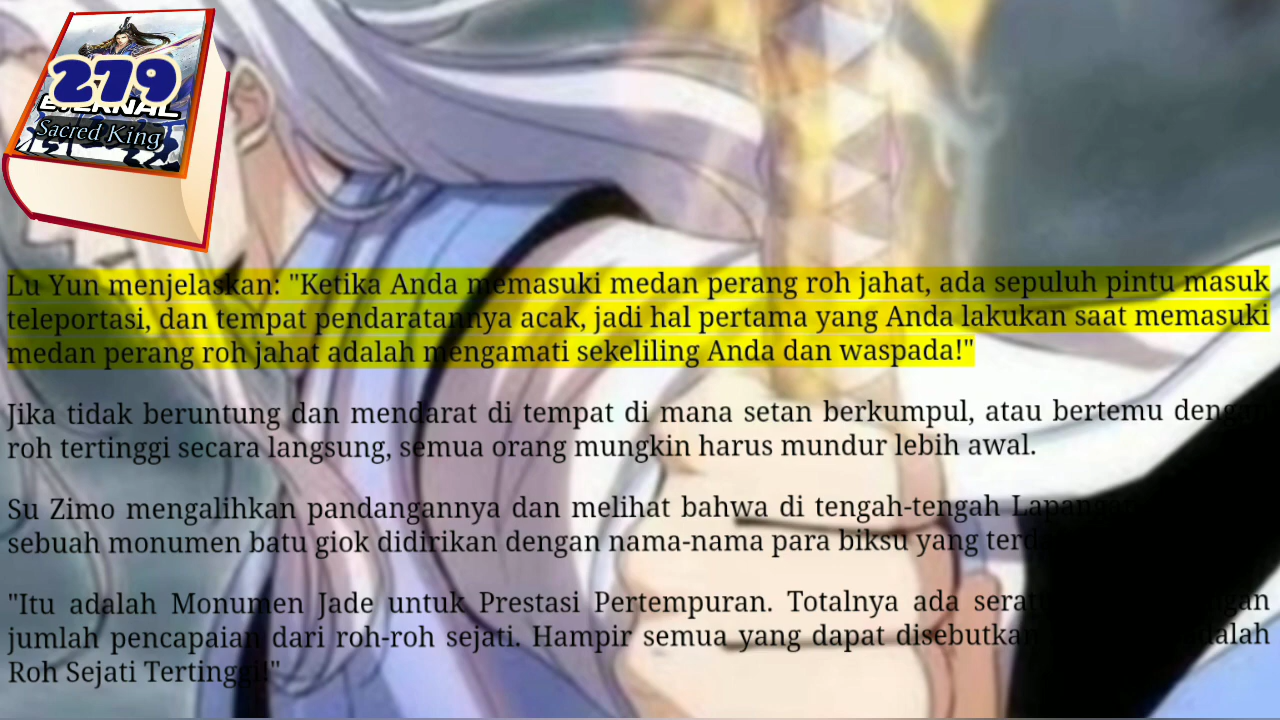 279
ETERNAL
Sacred King
Lu Yun menjelaskan: "Ketika Anda memasuki medan perang roh jahat, ada sepuluh pintu masuk
teleportasi, dan tempat pendaratannya acak, jadi hal pertama yang Anda lakukan saat memasuki
medan perang roh jahat adalah mengamati sekeliling Anda dan waspada!"
Jika tidak beruntung dan mendarat di tempat di mana setan berkumpul, atau bertemu dengan
roh tertinggi secara langsung, semua orang mungkin harus mundur lebih awal.
Su Zimo mengalihkan pandangannya dan melihat bahwa di tengah-tengah Lapangan
sebuah monumen batu giok didirikan dengan nama-nama para biksu yang
"Itu adalah Monumen Jade untuk Prestasi Pertempuran. Totalnya ada
jumlah pencapaian dari roh-roh sejati. Hampir semua yang dapat disebutkan adalah
Roh Sejati Tertinggi!"